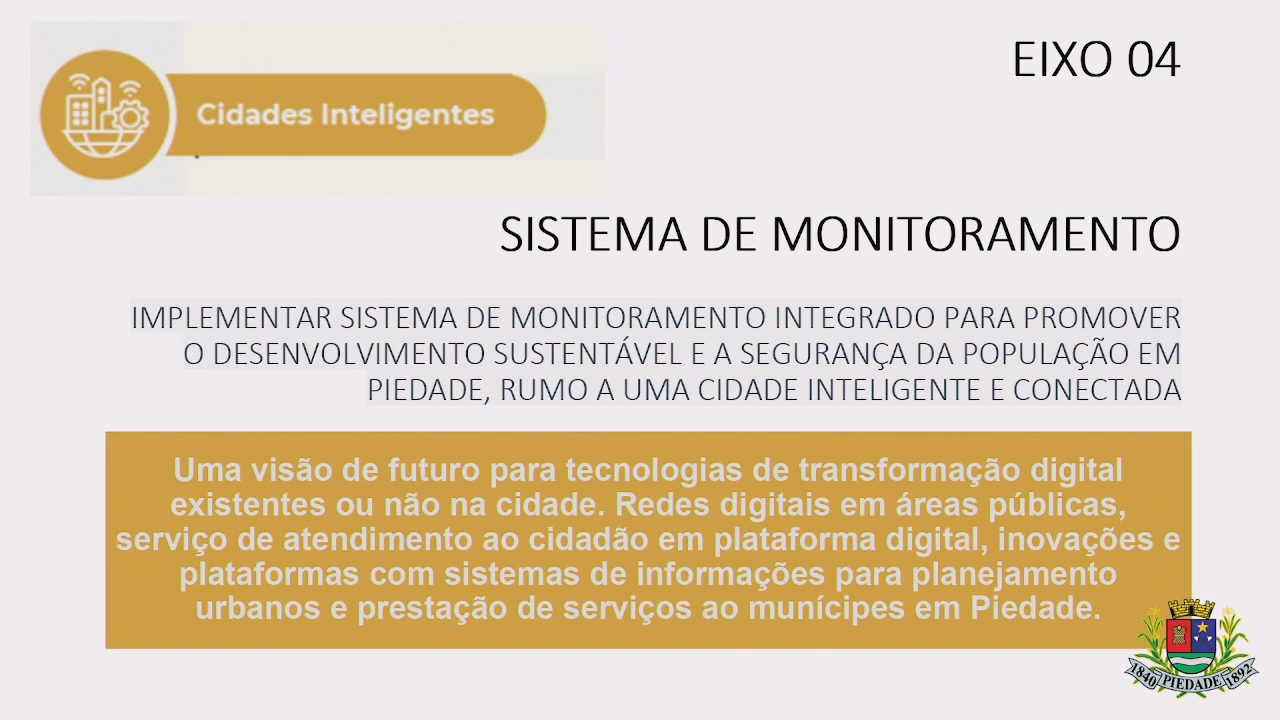 EIXO 04
Cidades Inteligentes
SISTEMA DE MONITORAMENTO
IMPLEMENTAR SISTEMA DE MONITORAMENTO INTEGRADO PARA PROMOVER
O DESENVOLVIMENTO SUSTENTÁVEL E A SEGURANÇA DA POPULAÇÃO EM
PIEDADE, RUMO A UMA CIDADE INTELIGENTE E CONECTADA
Uma visão de futuro para tecnologias de transformação digital
existentes ou não na cidade. Redes digitais em áreas públicas,
serviço de atendimento ao cidadão em plataforma digital, inovações e
plataformas com sistemas de informações para planejamento
urbanos e prestação de serviços ao munícipes em Piedade.
1840 PIEDADE 1892